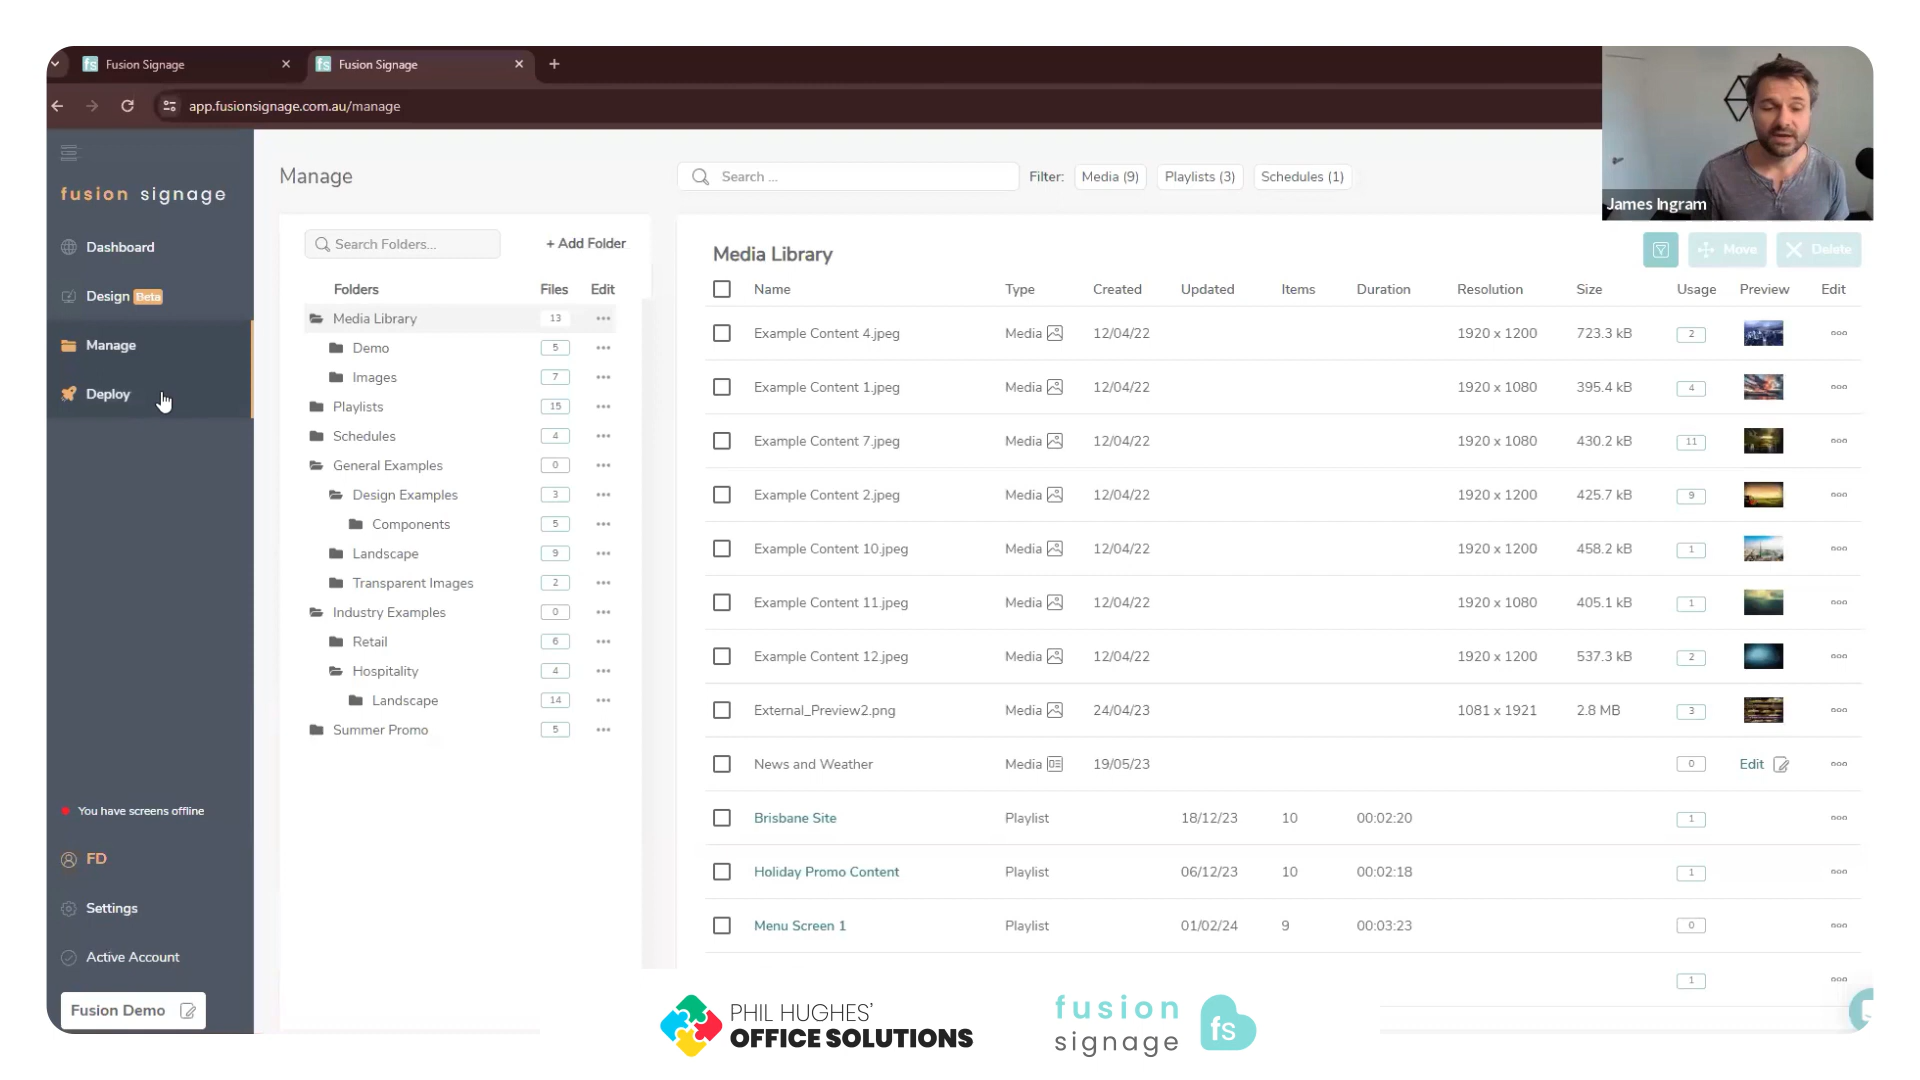 Fusion Signage
Fusion Signage
app.fusionsignage.com.au/manage
James Ingram
fusion signage
Dashboard
Design Beta
Manage
Deploy
You have screens offline
FD
Settings
Active Account
Fusion Demo
Manage
Search ...
Filter: Media (9) Playlists (3) Schedules (1)
Search Folders...
+ Add Folder
Folders Files Edit
Media Library 13
Demo 5
Images 7
Playlists 15
Schedules 4
General Examples 0
Design Examples 3
Components 5
Landscape 9
Transparent Images 2
Industry Examples 0
Retail 6
Hospitality 4
Landscape 14
Summer Promo 5
Media Library
Move Delete
Name Type Created Updated Items Duration Resolution Size Usage Preview Edit
Example Content 4.jpeg Media 12/04/22 1920 x 1200 723.3 kB 2
Example Content 1.jpeg Media 12/04/22 1920 x 1080 395.4 kB 4
Example Content 7.jpeg Media 12/04/22 1920 x 1080 430.2 kB 11
Example Content 2.jpeg Media 12/04/22 1920 x 1200 425.7 kB 9
Example Content 10.jpeg Media 12/04/22 1920 x 1200 458.2 kB 1
Example Content 11.jpeg Media 12/04/22 1920 x 1080 405.1 kB 1
Example Content 12.jpeg Media 12/04/22 1920 x 1200 537.3 kB 2
External_Preview2.png Media 24/04/23 1081 x 1921 2.8 MB 3
News and Weather Media 19/05/23 0 Edit
Brisbane Site Playlist 18/12/23 10 00:02:20 1
Holiday Promo Content Playlist 06/12/23 10 00:02:18 1
Menu Screen 1 Playlist 01/02/24 9 00:03:23 0
1
PHIL HUGHES'
OFFICE SOLUTIONS
fusion
signage
fs